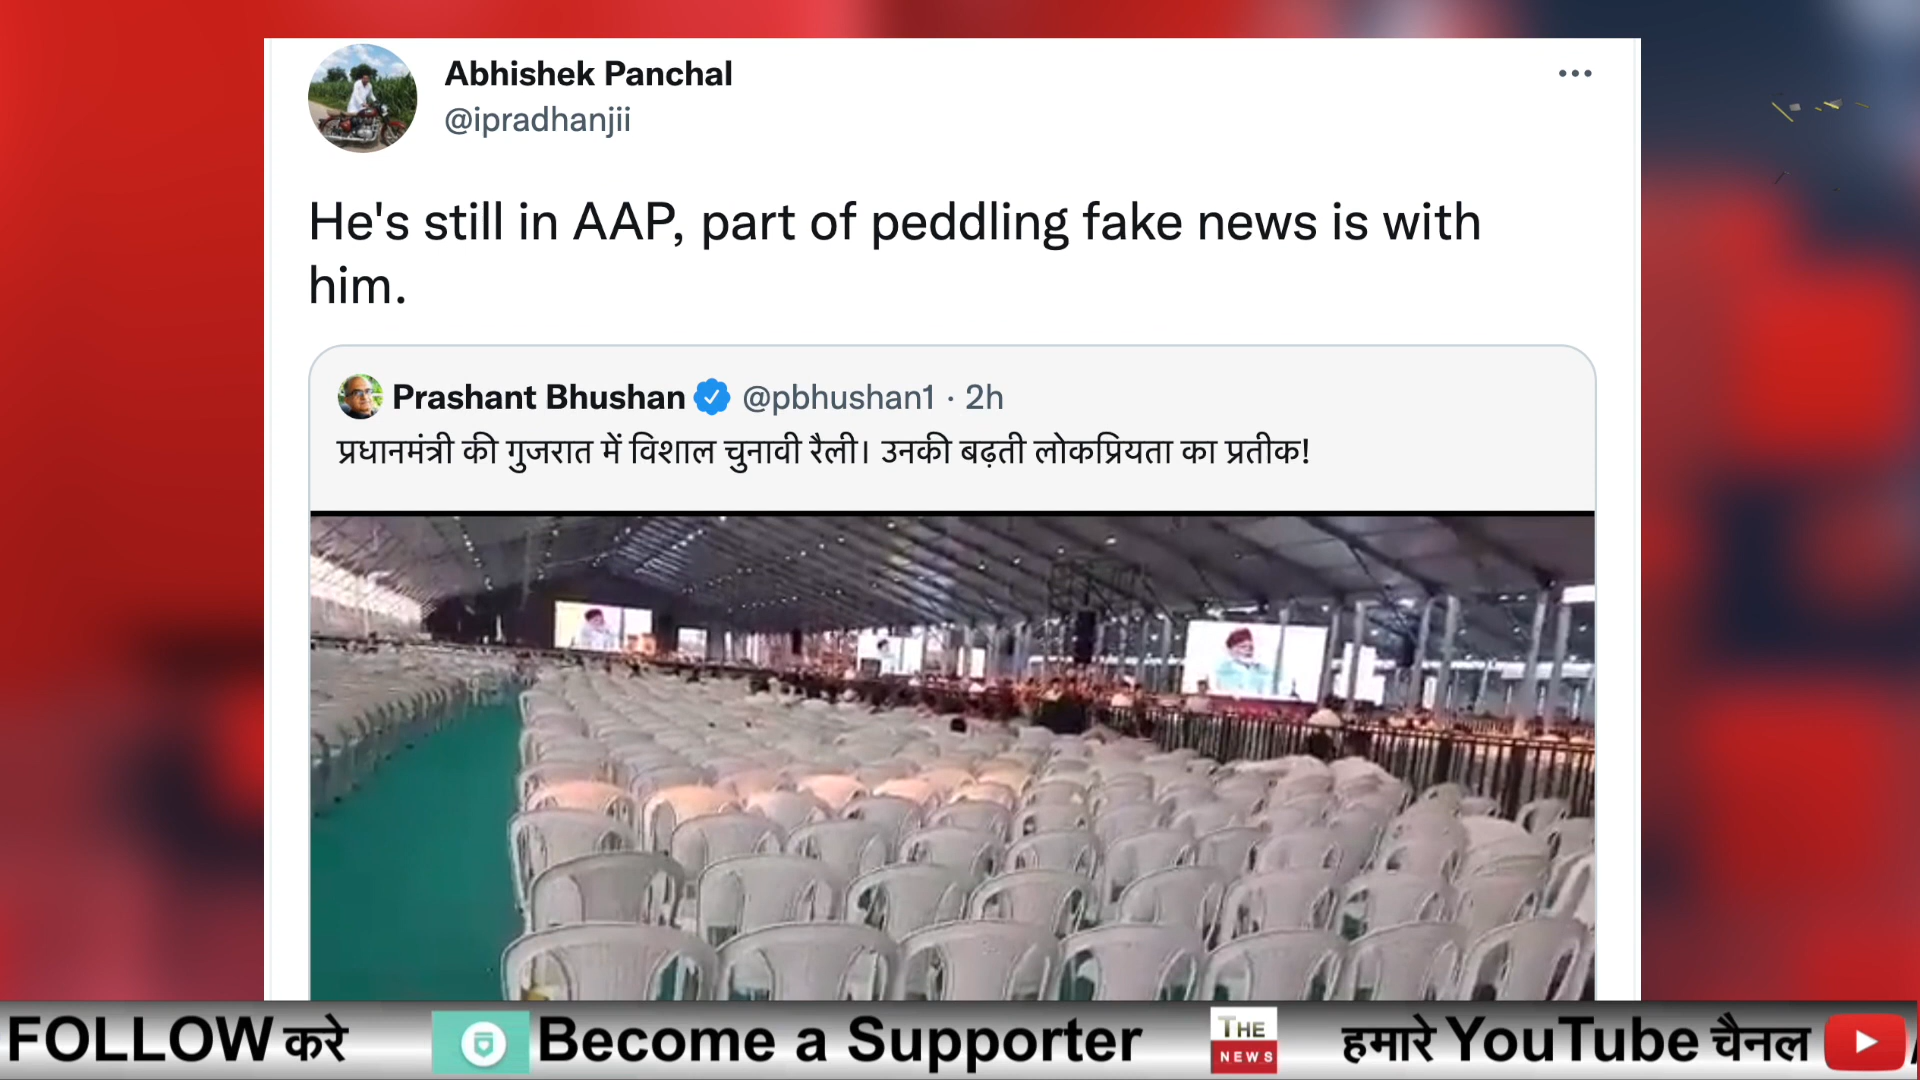 Abhishek Panchal
@ipradhanjii
He's still in AAP, part of peddling fake news is with
him.
Prashant Bhushan @pbhushan1 · 2h
प्रधानमंत्री की गुजरात में विशाल चुनावी रैली। उनकी बढ़ती लोकप्रियता का प्रतीक!
FOLLOW करे Become a Supporter THE NEWS हमारे YouTube चैनल